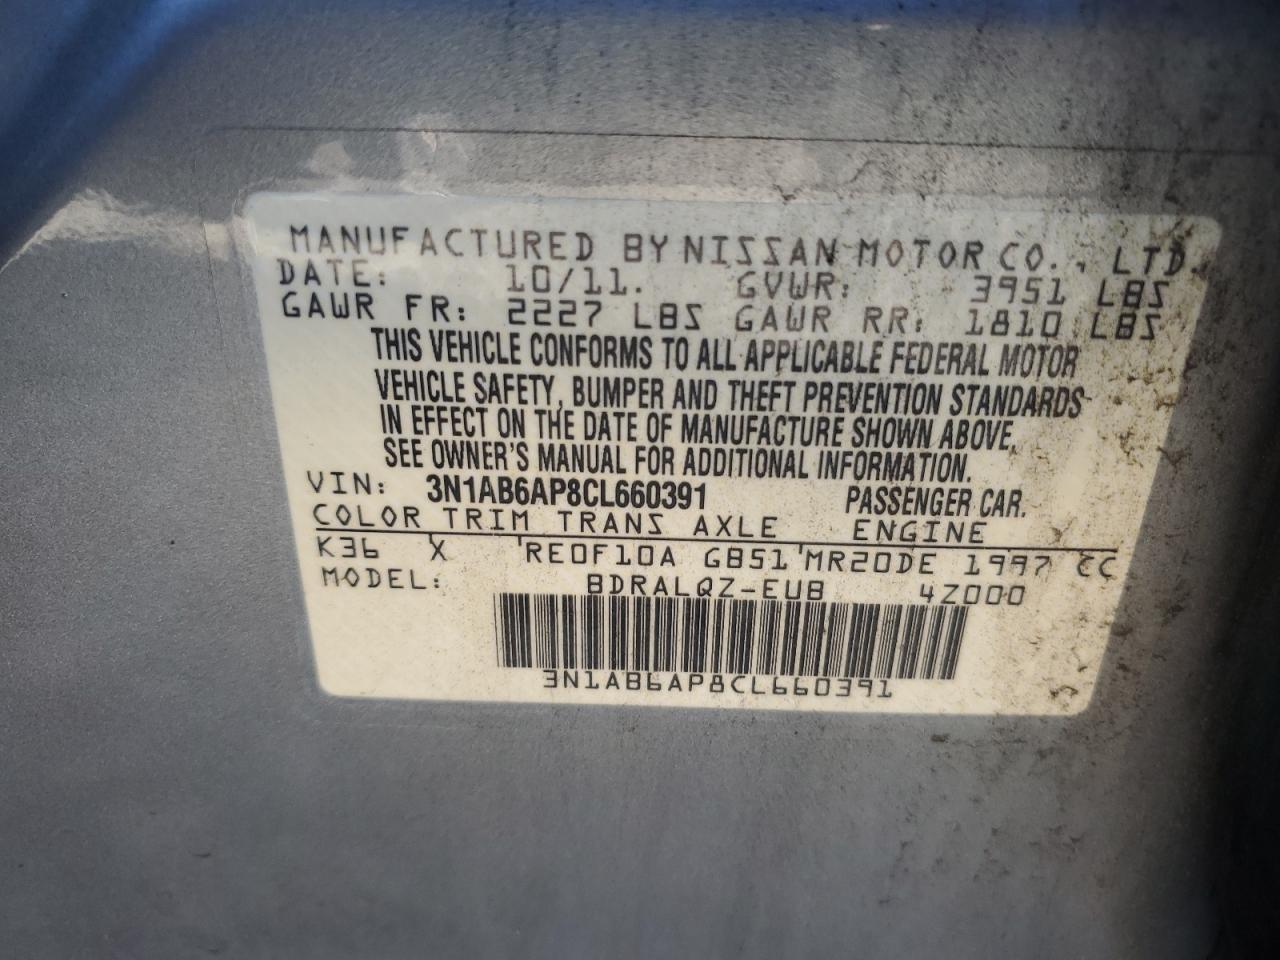 MANUFACTURED BY NISSAN MOTOR CO., LTD.
DATE: 10/11. GVWR: 3951 LBS
GAWR FR: 2227 LBS GAWR RR: 1810 LBS
THIS VEHICLE CONFORMS TO ALL APPLICABLE FEDERAL MOTOR
VEHICLE SAFETY, BUMPER AND THEFT PREVENTION STANDARDS
IN EFFECT ON THE DATE OF MANUFACTURE SHOWN ABOVE,
SEE OWNER'S MANUAL FOR ADDITIONAL INFORMATION.
VIN: 3N1AB6AP8CL660391 PASSENGER CAR.
COLOR TRIM TRANS AXLE ENGINE
K36 X RE0F10A GB51 MR20DE 1997 CC
MODEL: BDRALQZ-EUB 4Z000
3N1AB6AP8CL660391